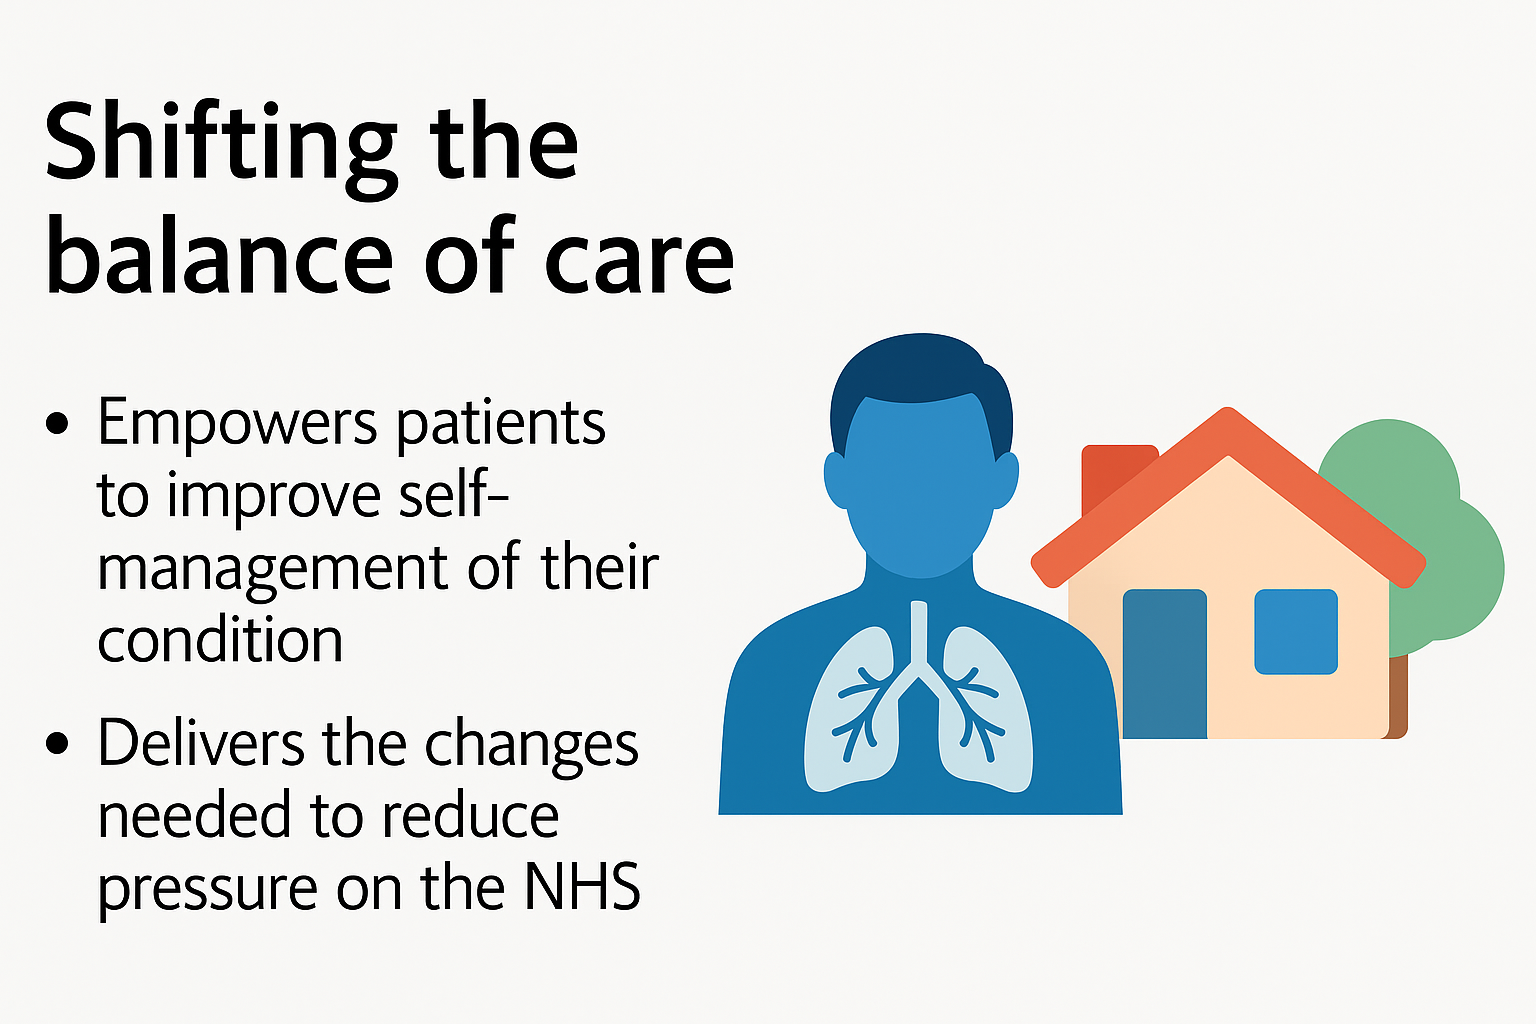 Shifting the
balance of care
• Empowers patients
to improve self-
management of their
condition
• Delivers the changes
needed to reduce
pressure on the NHS